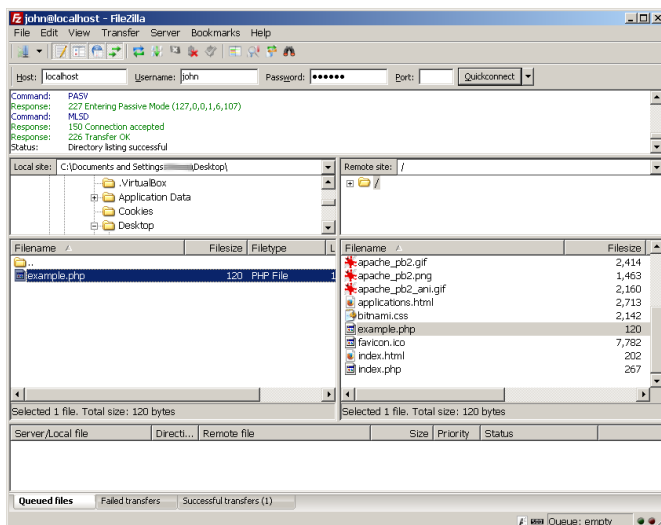 john@localhost - FileZilla
File Edit View Transfer Server Bookmarks Help
Host: localhost Username: john Password: ●●●●●● Port: Quickconnect
Command: PASV
Response: 227 Entering Passive Mode (127,0,0,1,6,107)
Command: MLSD
Response: 150 Connection accepted
Response: 226 Transfer OK
Status: Directory listing successful
Local site: C:\Documents and Settings \Desktop\
.VirtualBox
Application Data
Cookies
Desktop
Remote site: /
/
Filename Filesize Filetype L
..
example.php 120 PHP File 1
Selected 1 file. Total size: 120 bytes
Filename Filesize
apache_pb2.gif 2,414
apache_pb2.png 1,463
apache_pb2_ani.gif 2,160
applications.html 2,713
bitnami.css 2,142
example.php 120
favicon.ico 7,782
index.html 202
index.php 267
Selected 1 file. Total size: 120 bytes
Server/Local file Directi... Remote file Size Priority Status
Queued files Failed transfers Successful transfers (1)
Queue: empty